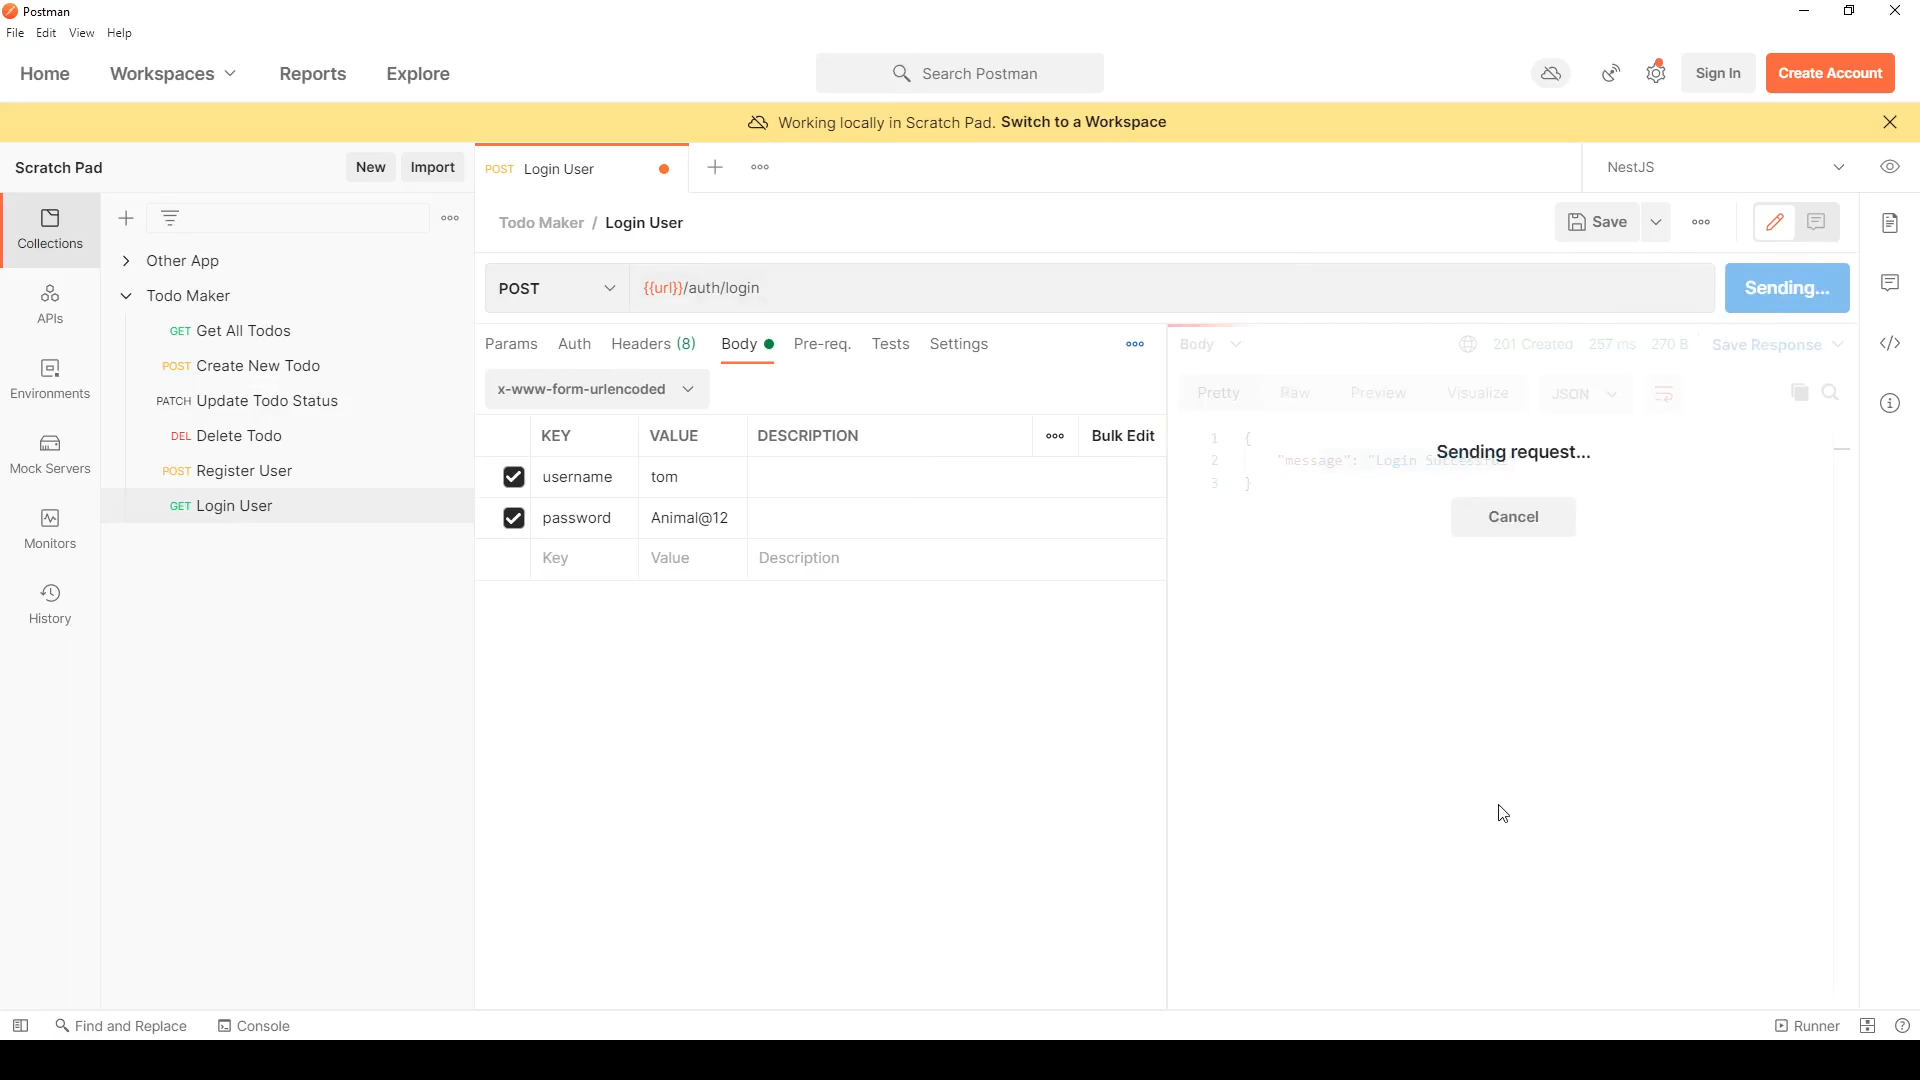 Postman
File Edit View Help
Home Workspaces Reports Explore Search Postman Sign In Create Account
Working locally in Scratch Pad. Switch to a Workspace
Scratch Pad New Import POST Login User NestJS
Todo Maker / Login User Save
Collections
APIs
Environments
Mock Servers
Monitors
History
Other App
Todo Maker
GET Get All Todos
POST Create New Todo
PATCH Update Todo Status
DEL Delete Todo
POST Register User
GET Login User
POST {{url}}/auth/login Sending...
Params Auth Headers (8) Body Pre-req. Tests Settings
x-www-form-urlencoded
KEY VALUE DESCRIPTION Bulk Edit
username tom
password Animal@12
Key Value Description
Body 201 Created 257 ms 270 B Save Response
Pretty Raw Preview Visualize JSON
1 {
2 "message": "Login Successful"
3 }
Sending request...
Cancel
Find and Replace Console Runner